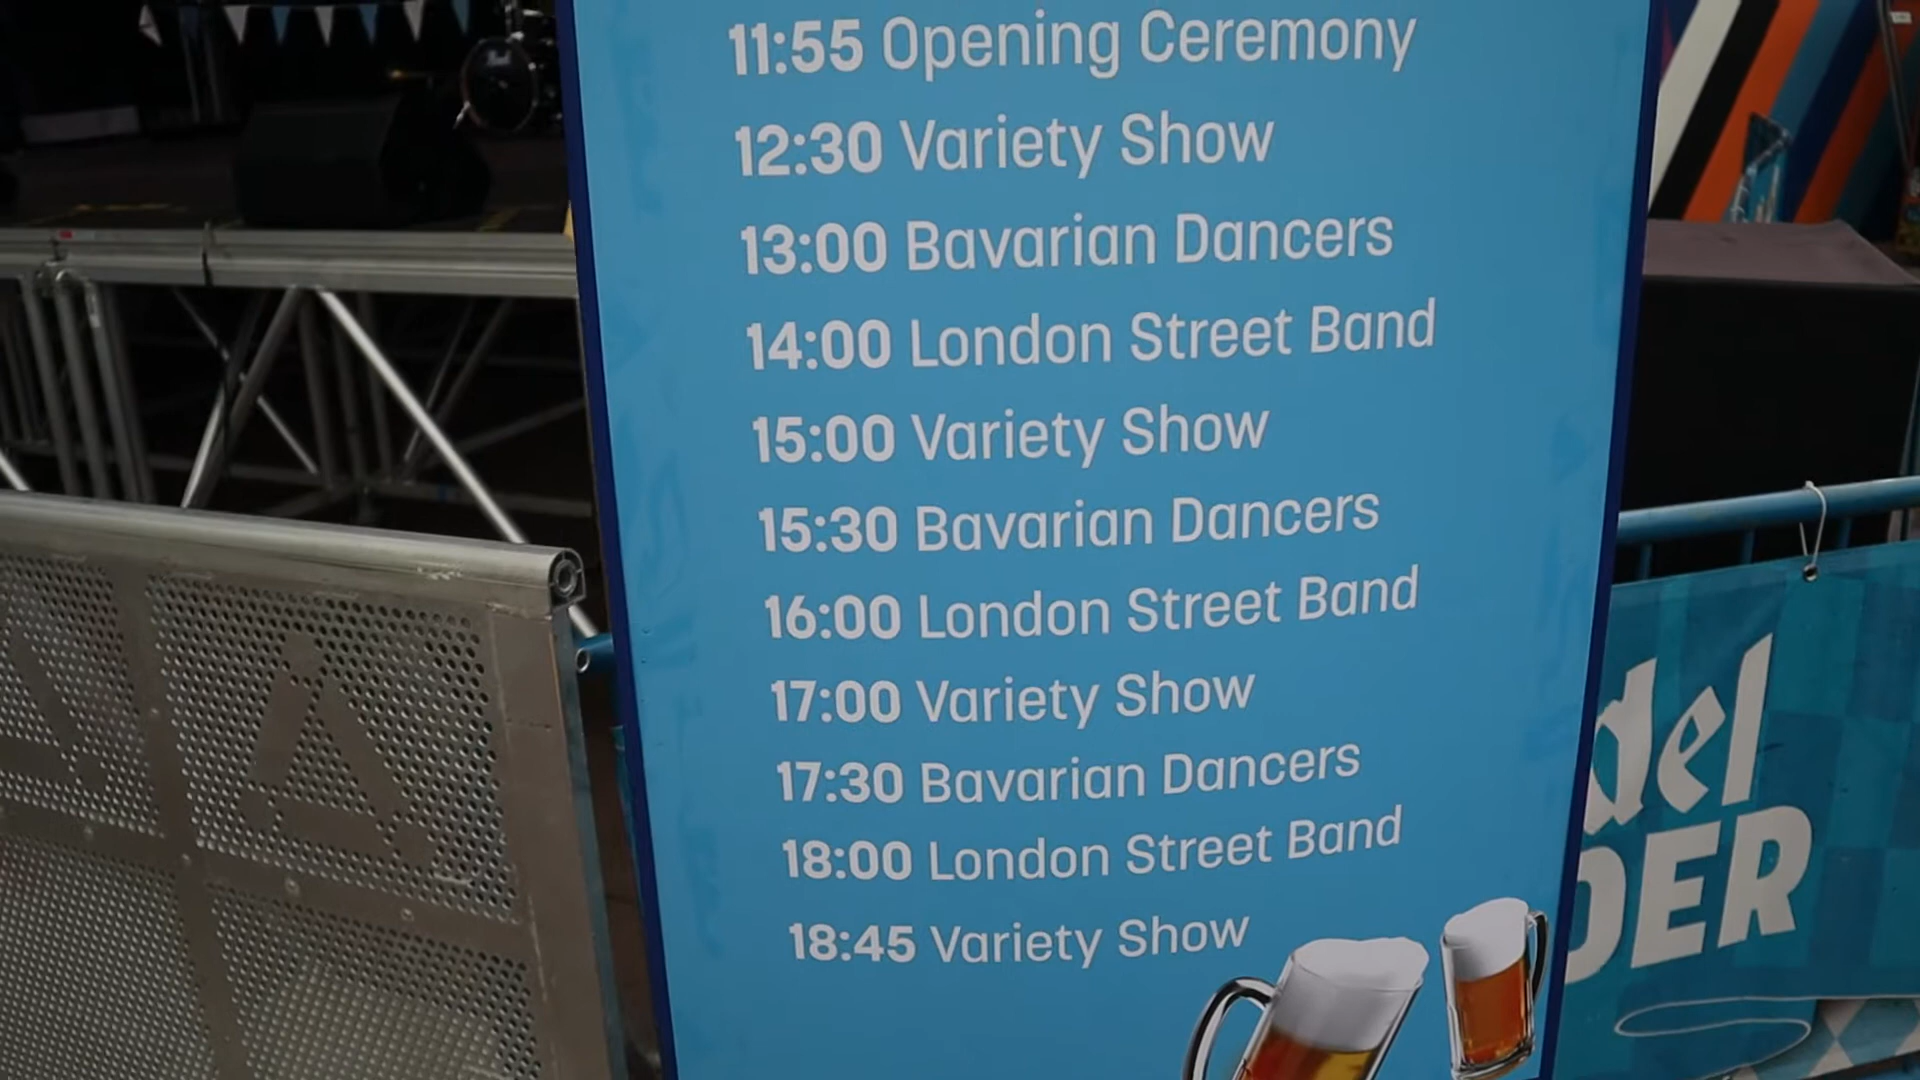 11:55 Opening Ceremony
12:30 Variety Show
13:00 Bavarian Dancers
14:00 London Street Band
15:00 Variety Show
15:30 Bavarian Dancers
16:00 London Street Band
17:00 Variety Show
17:30 Bavarian Dancers
18:00 London Street Band
18:45 Variety Show
del
DER